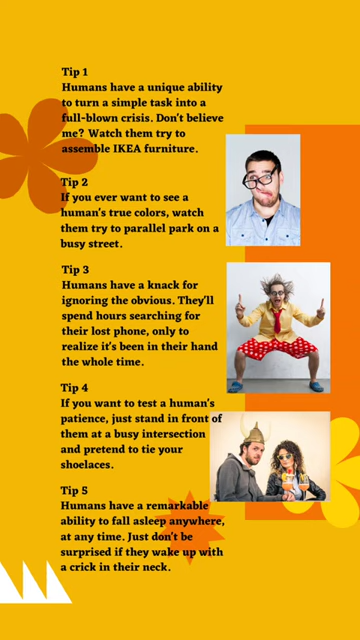 Tip 1
Humans have a unique ability
to turn a simple task into a
full-blown crisis. Don't believe
me? Watch them try to
assemble IKEA furniture.
Tip 2
If you ever want to see a
human's true colors, watch
them try to parallel park on a
busy street.
Tip 3
Humans have a knack for
ignoring the obvious. They'll
spend hours searching for
their lost phone, only to
realize it's been in their hand
the whole time.
Tip 4
If you want to test a human's
patience, just stand in front of
them at a busy intersection
and pretend to tie your
shoelaces.
Tip 5
Humans have a remarkable
ability to fall asleep anywhere,
at any time. Just don't be
surprised if they wake up with
a crick in their neck.